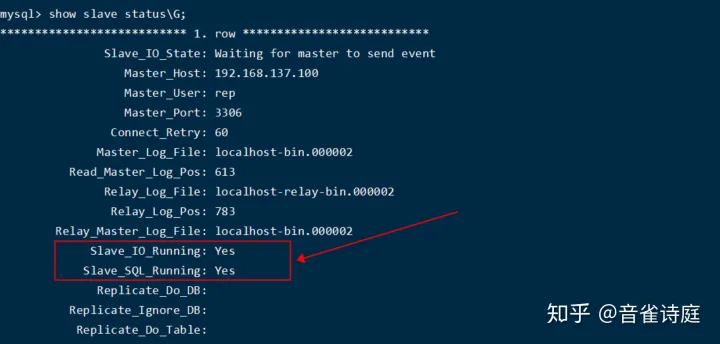 mysql> show slave status\G;
*************************** 1. row ***************************
Slave_IO_State: Waiting for master to send event
Master_Host: 192.168.137.100
Master_User: rep
Master_Port: 3306
Connect_Retry: 60
Master_Log_File: localhost-bin.000002
Read_Master_Log_Pos: 613
Relay_Log_File: localhost-relay-bin.000002
Relay_Log_Pos: 783
Relay_Master_Log_File: localhost-bin.000002
Slave_IO_Running: Yes
Slave_SQL_Running: Yes
Replicate_Do_DB:
Replicate_Ignore_DB:
Replicate_Do_Table:
知乎 @音雀诗庭